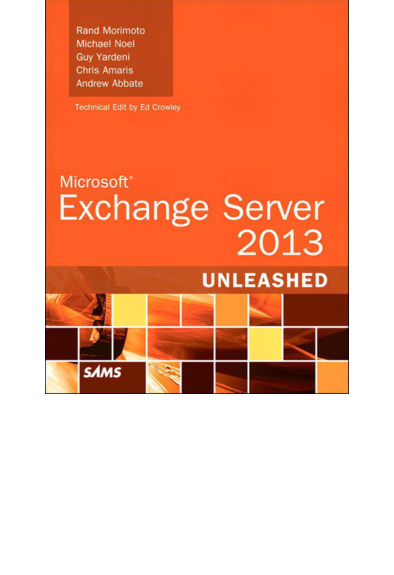 Rand Morimoto
Michael Noel
Guy Yardeni
Chris Amaris
Andrew Abbate
Technical Edit by Ed Crowley
Microsoft®
Exchange Server
2013
UNLEASHED
SAMS